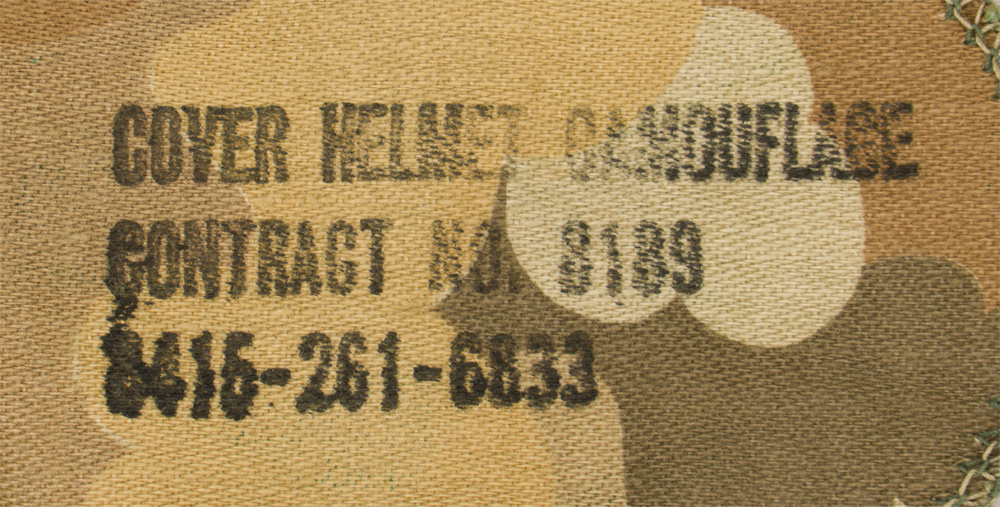 COVER HELMET CAMOUFLAGE
CONTRACT NO. 8189
8415-261-6833